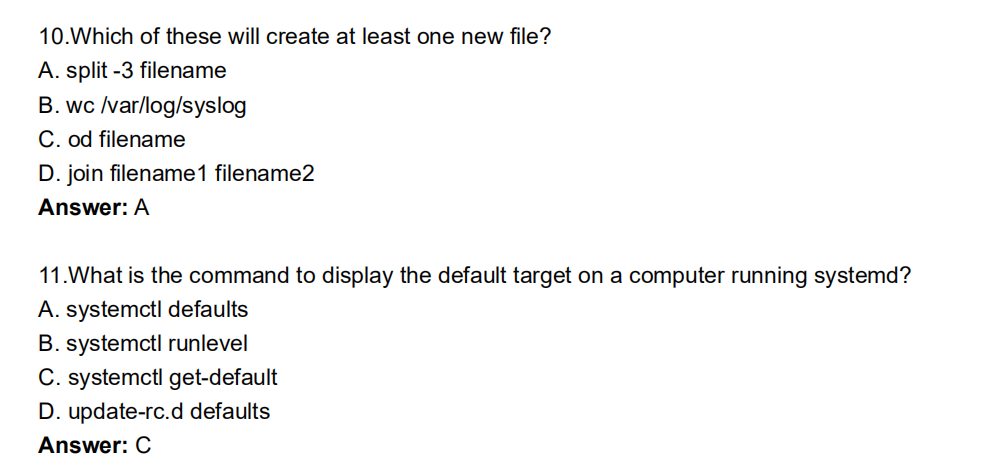 10.Which of these will create at least one new file?
A. split -3 filename
B. wc /var/log/syslog
C. od filename
D. join filename1 filename2
Answer: A
11.What is the command to display the default target on a computer running systemd?
A. systemctl defaults
B. systemctl runlevel
C. systemctl get-default
D. update-rc.d defaults
Answer: C